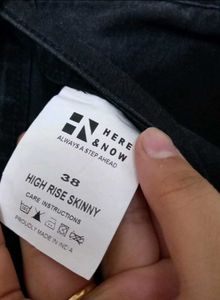 HERE
& NOW
ALWAYS A STEP AHEAD
38
HIGH RISE SKINNY
CARE INSTRUCTIONS
PROUDLY MADE IN INDIA